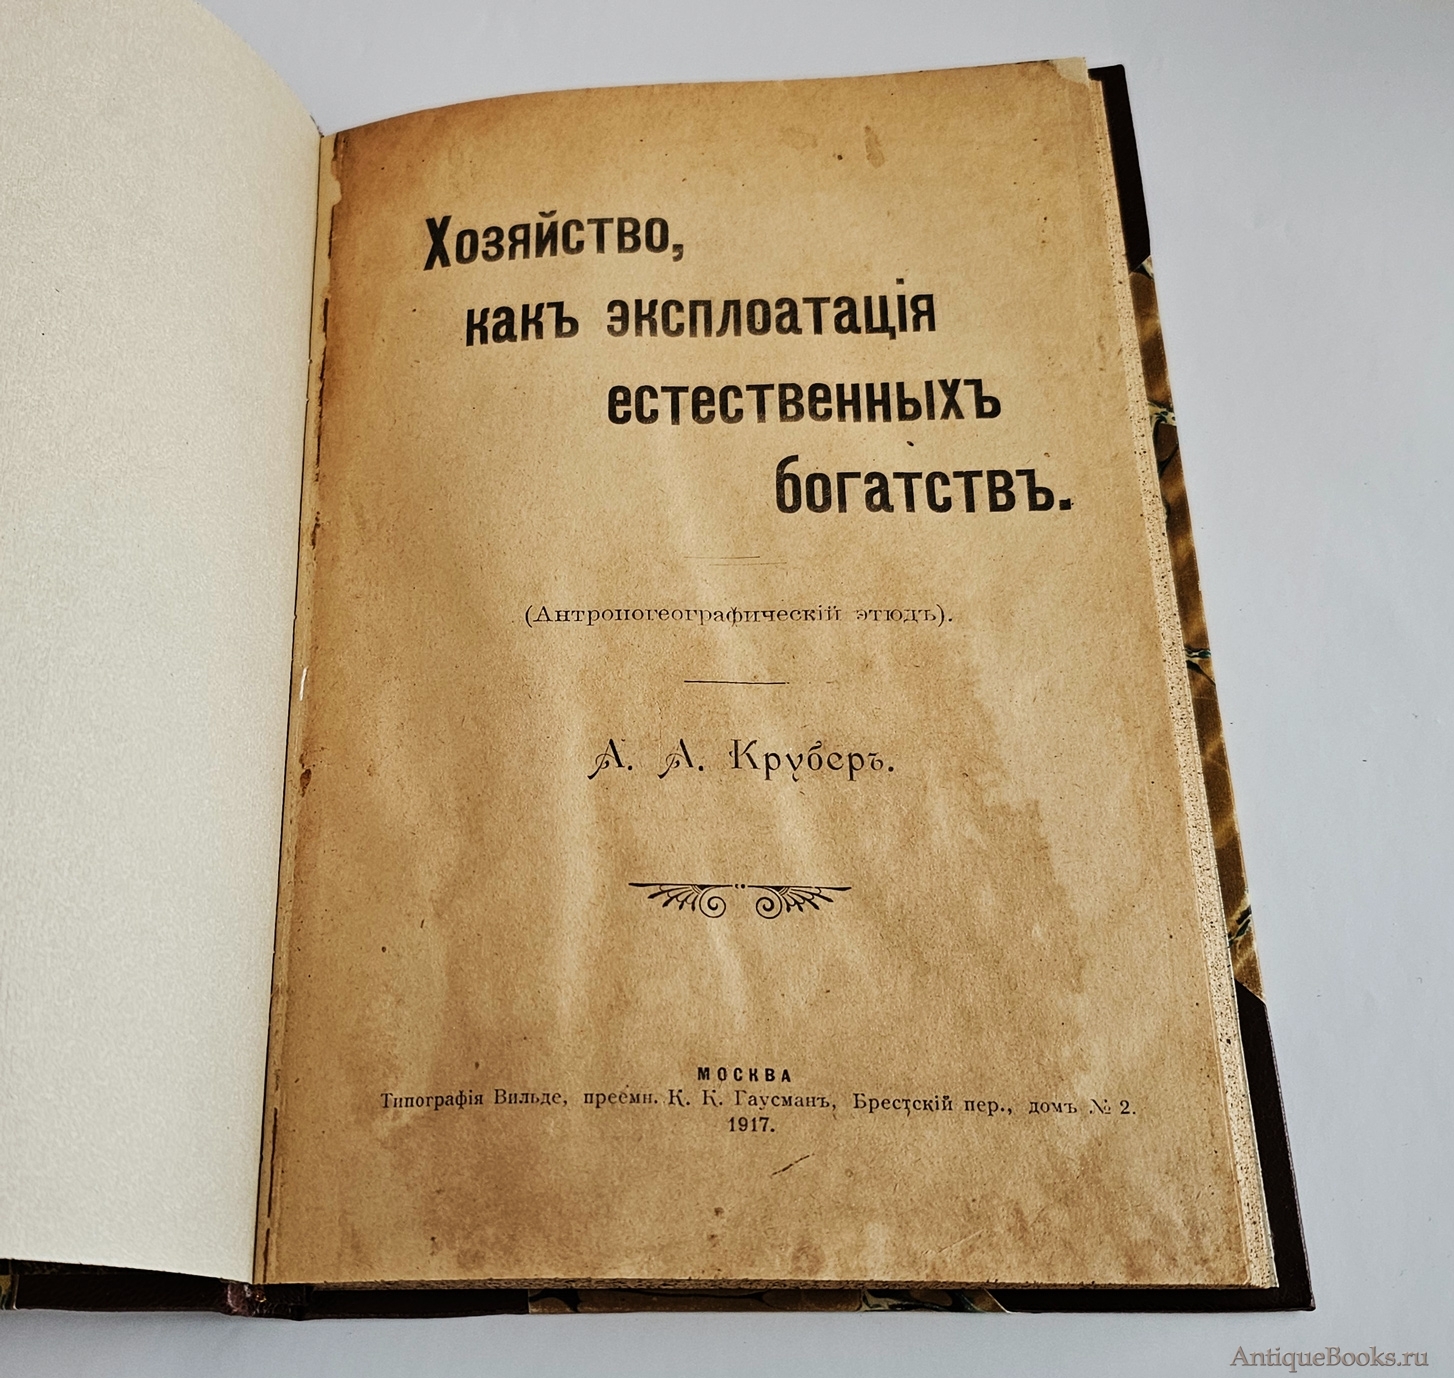 Хозяйство,
какъ эксплоатація
естественныхъ
богатствъ.
(Антропогеографическій этюдъ).
А. А. Круберъ.
МОСКВА
Типографія Вильде, преемн. К. К. Гаусманъ, Брестскій пер., домъ № 2.
1917.
AntiqueBooks.ru